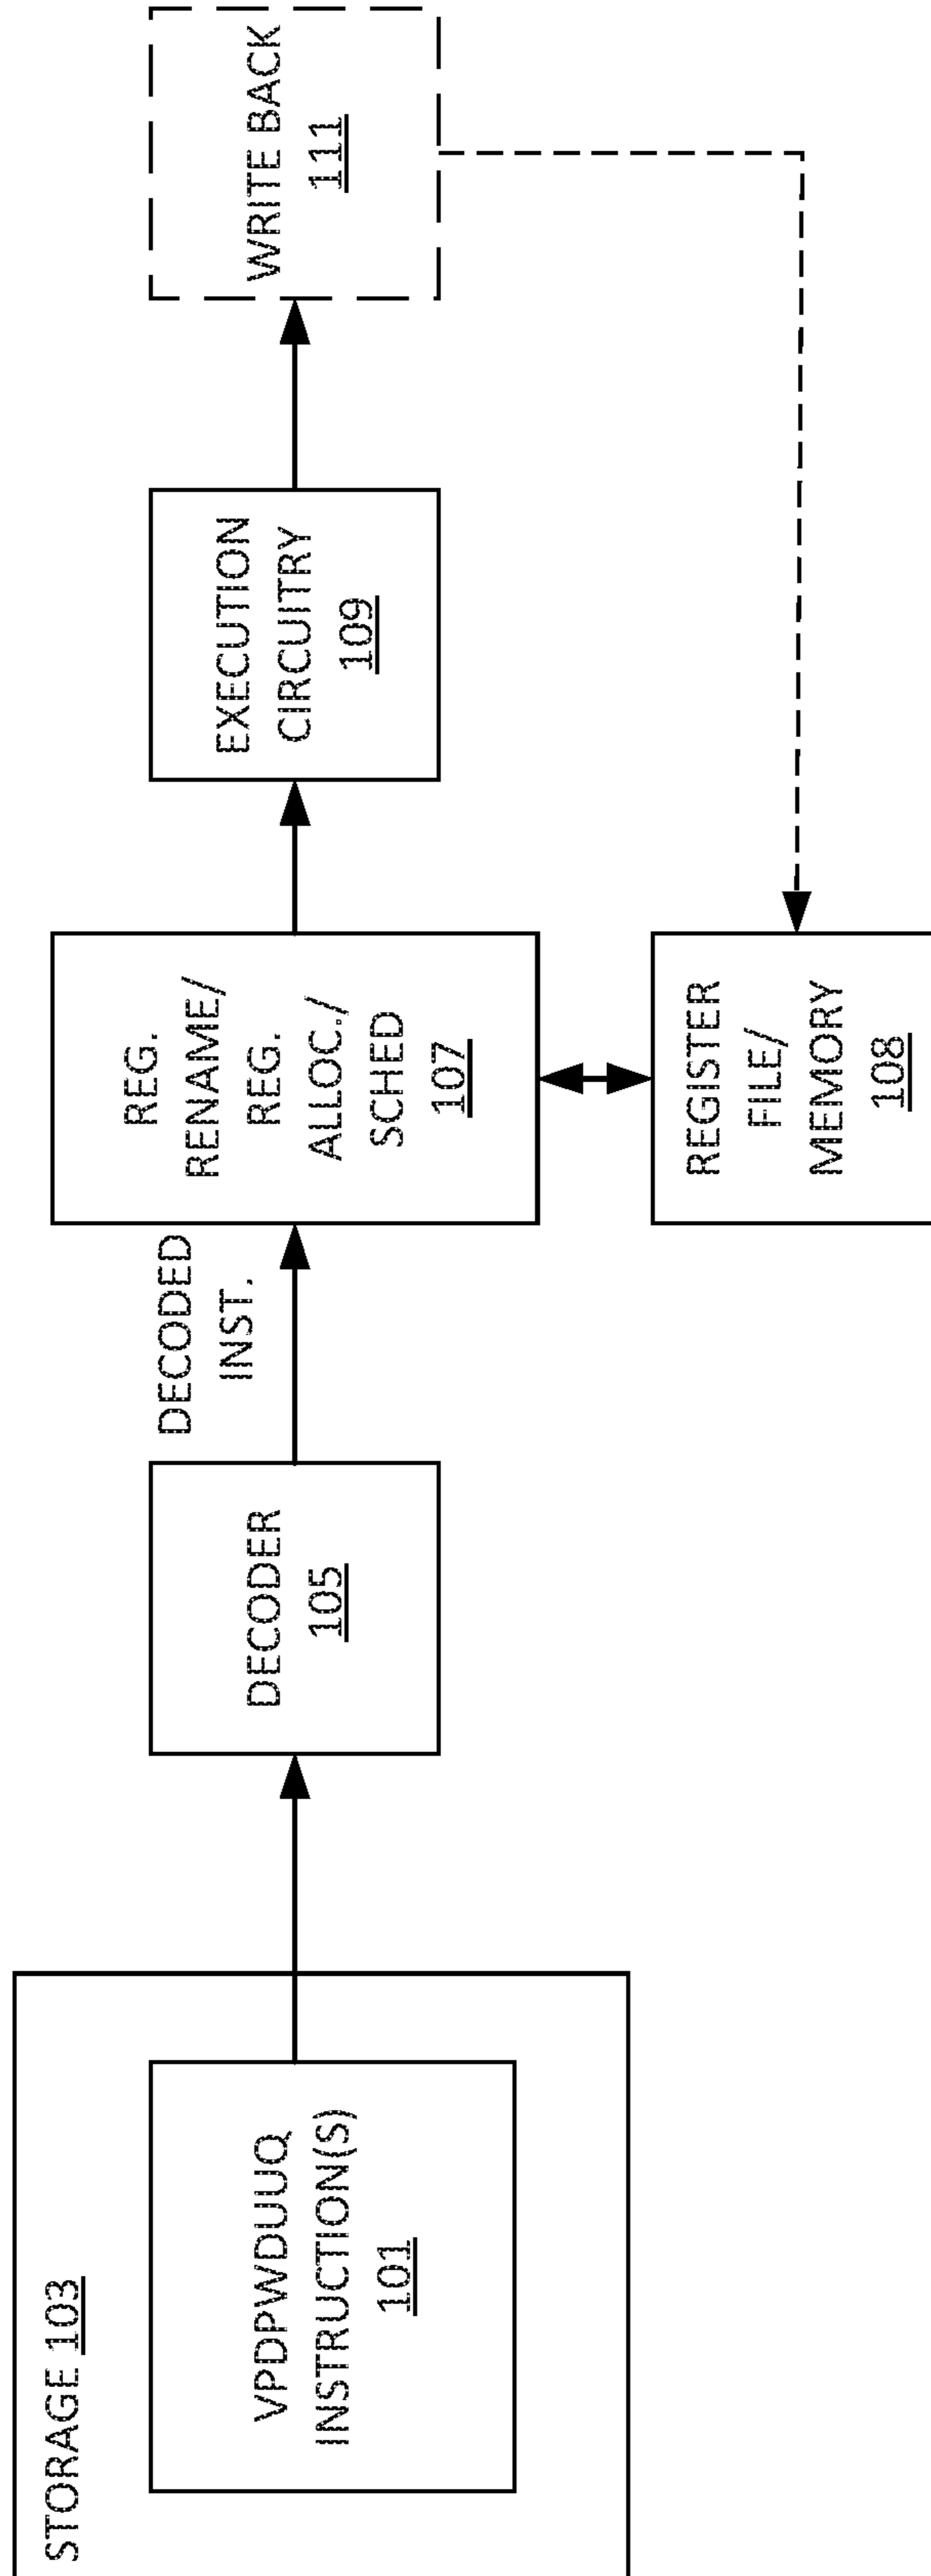 STORAGE 103
VPDPWDUUQ
INSTRUCTION(S)
101
DECODER
105
DECODED
INST.
REG.
RENAME/
REG.
ALLOC./
SCHED
107
REGISTER
FILE/
MEMORY
108
EXECUTION
CIRCUITRY
109
WRITE BACK
111